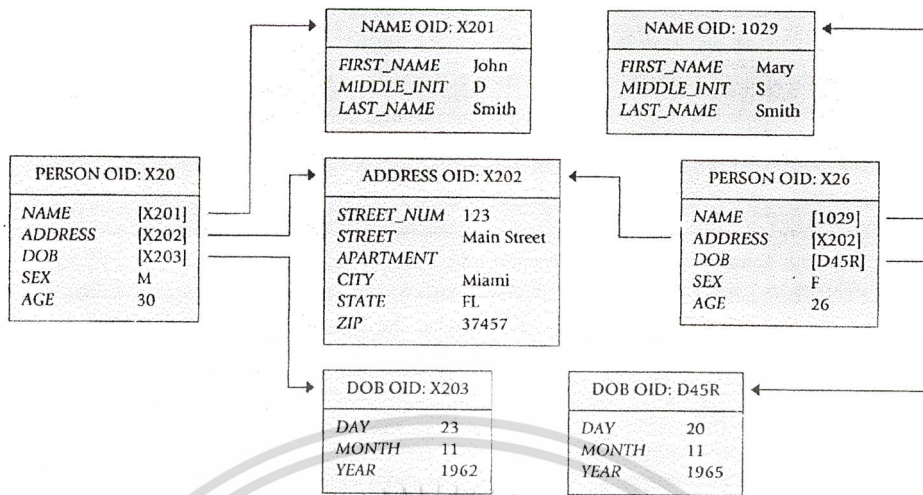 NAME OID: X201
FIRST_NAME John
MIDDLE_INIT D
LAST_NAME Smith
NAME OID: 1029
FIRST_NAME Mary
MIDDLE_INIT S
LAST_NAME Smith
PERSON OID: X20
NAME [X201]
ADDRESS [X202]
DOB [X203]
SEX M
AGE 30
ADDRESS OID: X202
STREET_NUM 123
STREET Main Street
APARTMENT
CITY Miami
STATE FL
ZIP 37457
PERSON OID: X26
NAME [1029]
ADDRESS [X202]
DOB [D45R]
SEX F
AGE 26
DOB OID: X203
DAY 23
MONTH 11
YEAR 1962
DOB OID: D45R
DAY 20
MONTH 11
YEAR 1965